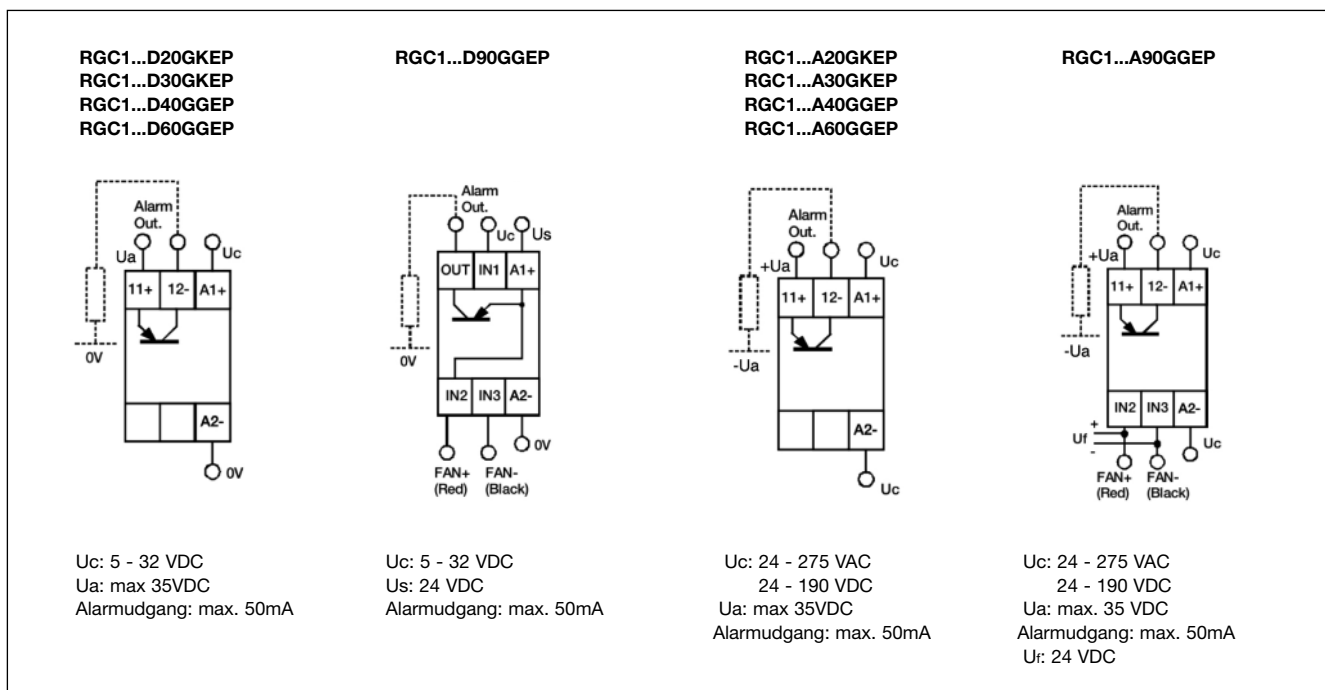 RGC1...D20GKEP
RGC1...D30GKEP
RGC1...D40GGEP
RGC1...D60GGEP
Alarm
Out.
Ua
Uc
11+ 12- A1+
0V
A2-
0V
Uc: 5 - 32 VDC
Ua: max 35VDC
Alarmudgang: max. 50mA
RGC1...D90GGEP
Alarm
Out.
Uc Us
OUT IN1 A1+
0V
IN2 IN3 A2-
0V
FAN+ FAN-
(Red) (Black)
Uc: 5 - 32 VDC
Us: 24 VDC
Alarmudgang: max. 50mA
RGC1...A20GKEP
RGC1...A30GKEP
RGC1...A40GGEP
RGC1...A60GGEP
Alarm
Out.
+Ua Uc
11+ 12- A1+
-Ua
A2-
Uc
Uc: 24 - 275 VAC
24 - 190 VDC
Ua: max 35VDC
Alarmudgang: max. 50mA
RGC1...A90GGEP
Alarm
Out.
+Ua Uc
11+ 12- A1+
-Ua
IN2 IN3 A2-
+
Uf
-
Uc
FAN+ FAN-
(Red) (Black)
Uc: 24 - 275 VAC
24 - 190 VDC
Ua: max. 35 VDC
Alarmudgang: max. 50mA
Uf: 24 VDC